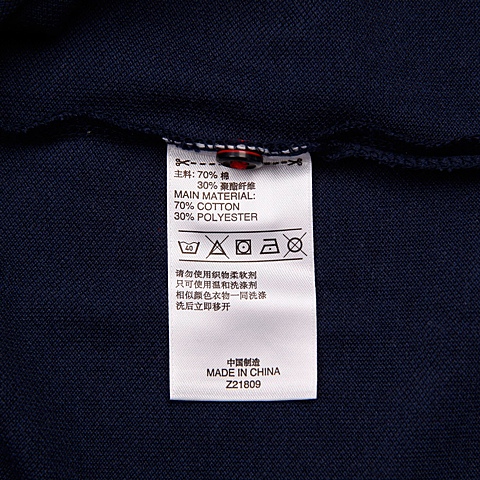 主料: 70% 棉
30% 聚酯纤维
MAIN MATERIAL:
70% COTTON
30% POLYESTER
40
请勿使用织物柔软剂
只可使用温和洗涤剂
相似颜色衣物一同洗涤
洗后立即移开
中国制造
MADE IN CHINA
Z21809